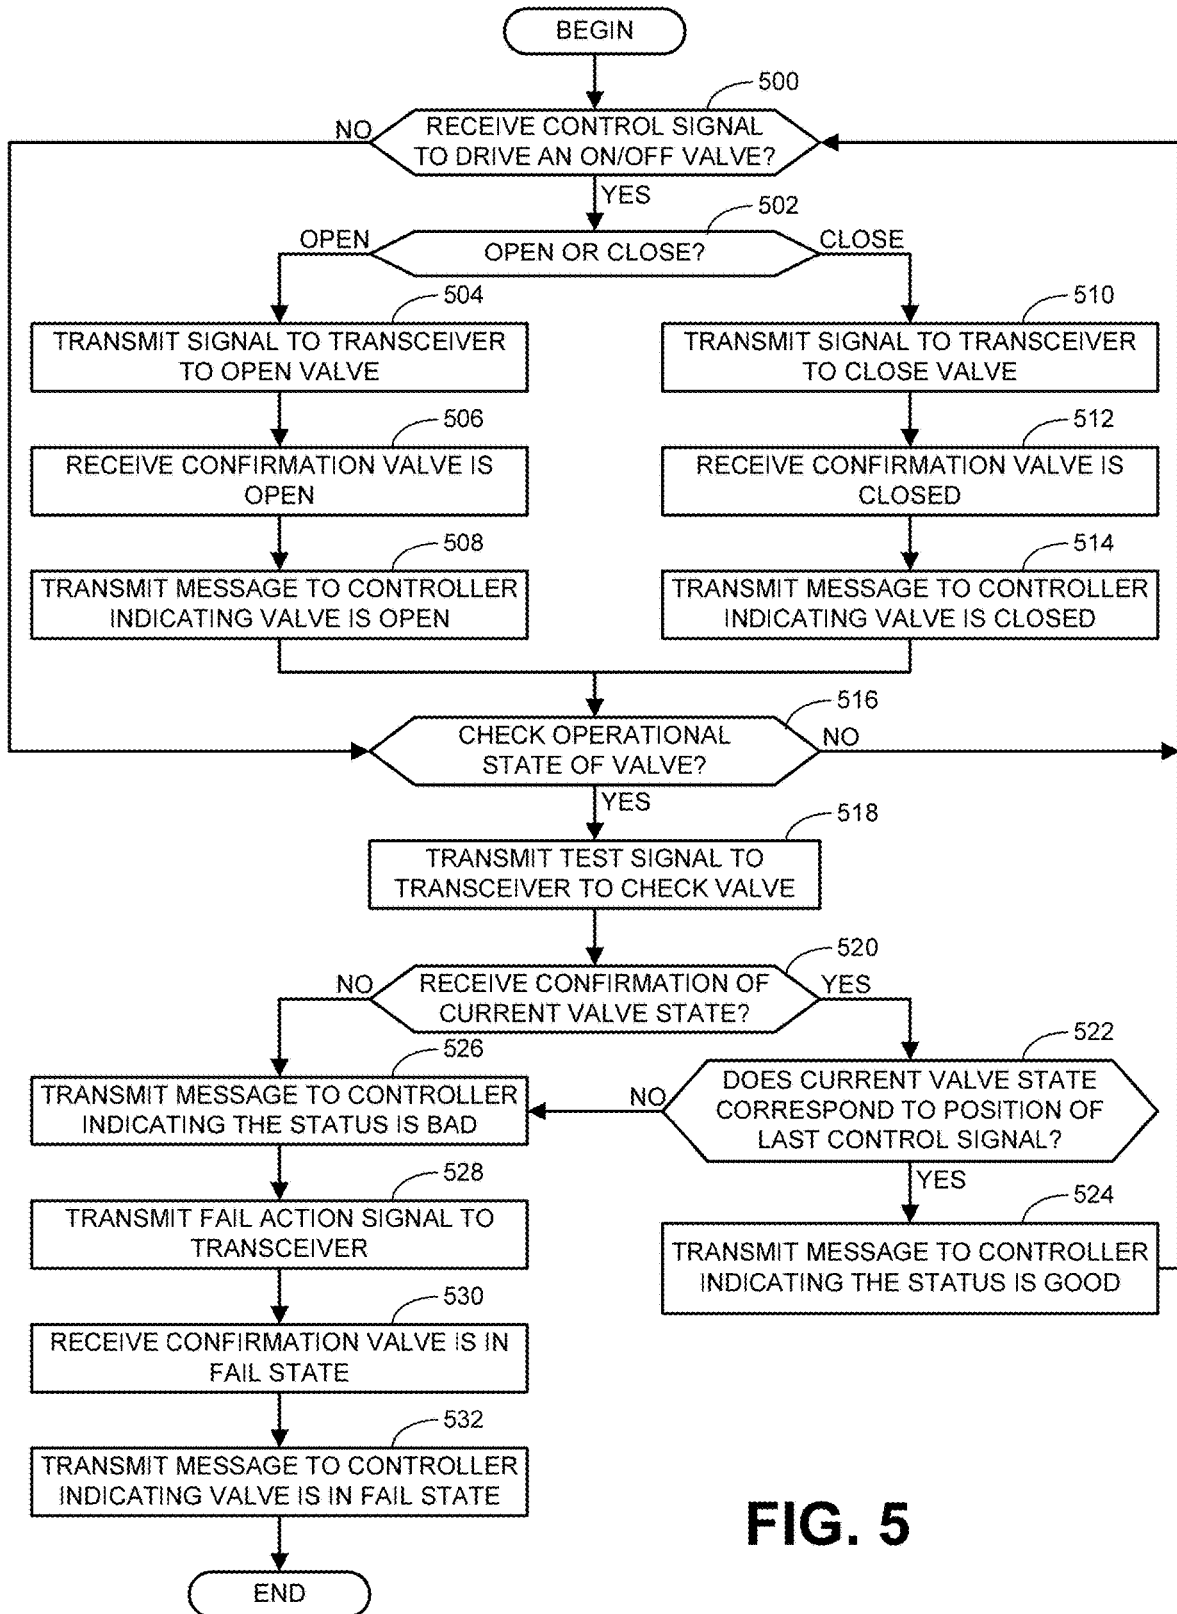 BEGIN
500
RECEIVE CONTROL SIGNAL
TO DRIVE AN ON/OFF VALVE?
NO
YES
502
OPEN OR CLOSE?
OPEN
CLOSE
504
TRANSMIT SIGNAL TO TRANSCEIVER
TO OPEN VALVE
510
TRANSMIT SIGNAL TO TRANSCEIVER
TO CLOSE VALVE
506
RECEIVE CONFIRMATION VALVE IS
OPEN
512
RECEIVE CONFIRMATION VALVE IS
CLOSED
508
TRANSMIT MESSAGE TO CONTROLLER
INDICATING VALVE IS OPEN
514
TRANSMIT MESSAGE TO CONTROLLER
INDICATING VALVE IS CLOSED
516
CHECK OPERATIONAL
STATE OF VALVE?
NO
YES
518
TRANSMIT TEST SIGNAL TO
TRANSCEIVER TO CHECK VALVE
520
RECEIVE CONFIRMATION OF
CURRENT VALVE STATE?
NO
YES
526
TRANSMIT MESSAGE TO CONTROLLER
INDICATING THE STATUS IS BAD
522
DOES CURRENT VALVE STATE
CORRESPOND TO POSITION OF
LAST CONTROL SIGNAL?
NO
YES
528
TRANSMIT FAIL ACTION SIGNAL TO
TRANSCEIVER
524
TRANSMIT MESSAGE TO CONTROLLER
INDICATING THE STATUS IS GOOD
530
RECEIVE CONFIRMATION VALVE IS IN
FAIL STATE
532
TRANSMIT MESSAGE TO CONTROLLER
INDICATING VALVE IS IN FAIL STATE
END
FIG. 5